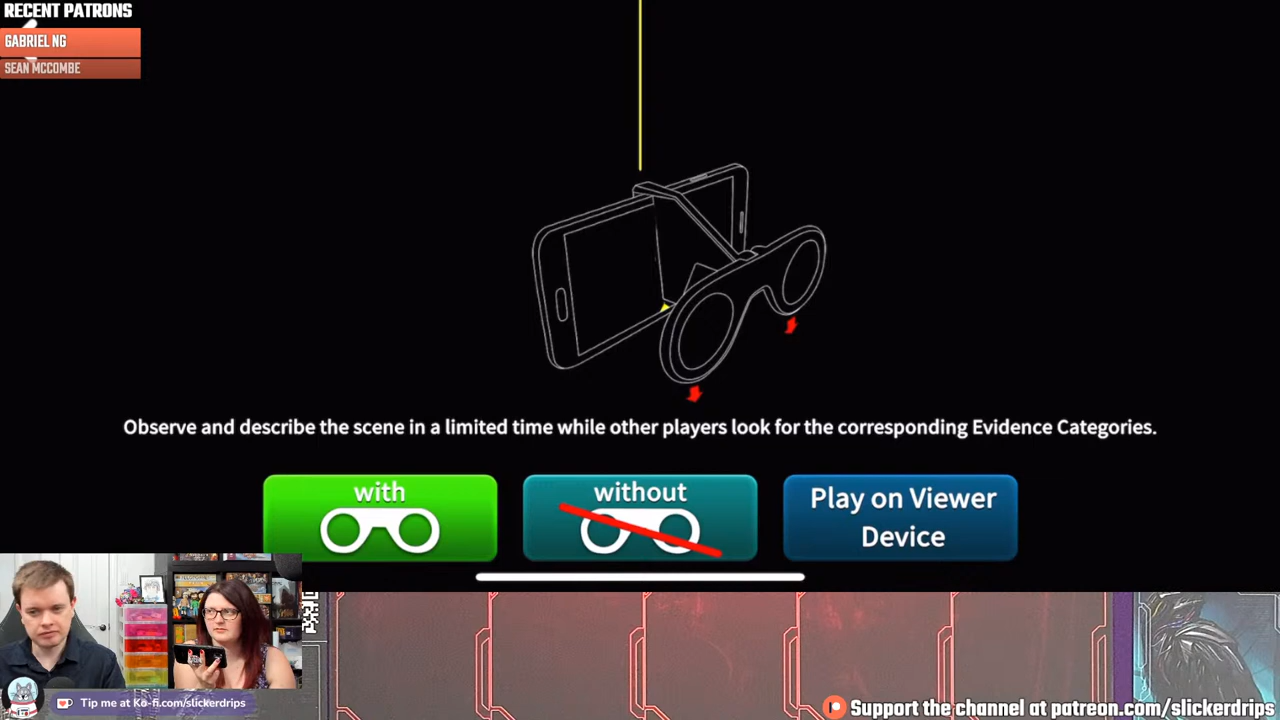 RECENT PATRONS
GABRIEL NG
SEAN MCCOMBE
Observe and describe the scene in a limited time while other players look for the corresponding Evidence Categories.
with
without
Play on Viewer
Device
Tip me at Ko-fi.com/slickerdrips
Support the channel at patreon.com/slickerdrips